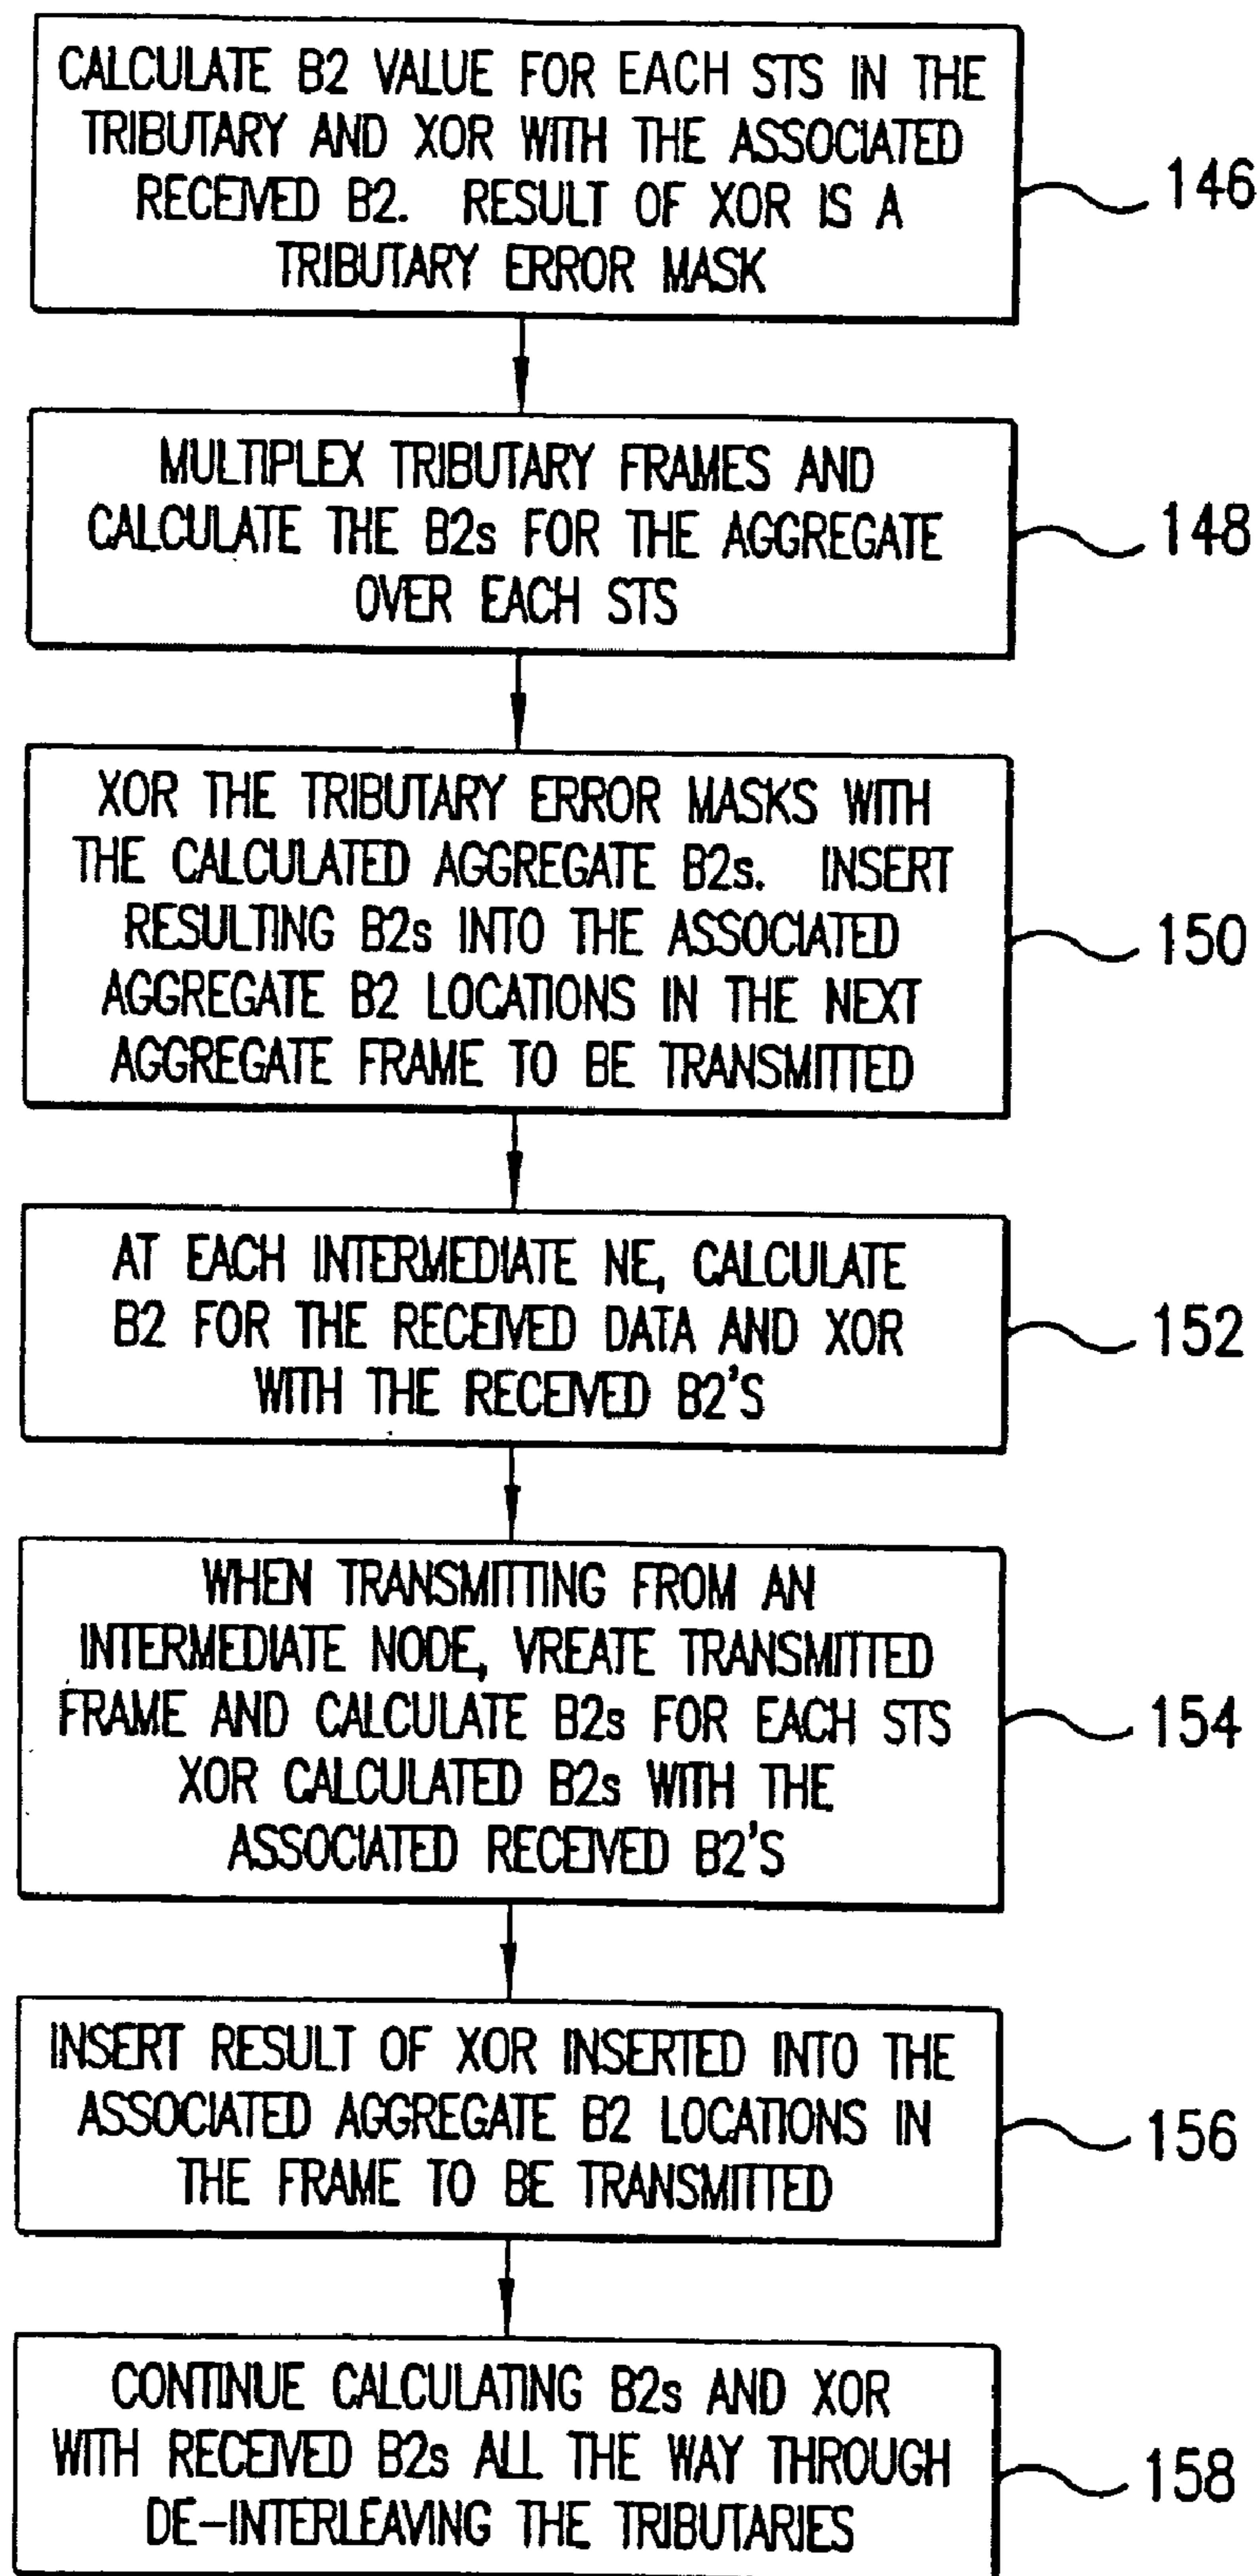 CALCULATE B2 VALUE FOR EACH STS IN THE
TRIBUTARY AND XOR WITH THE ASSOCIATED
RECEIVED B2. RESULT OF XOR IS A
TRIBUTARY ERROR MASK
146
MULTIPLEX TRIBUTARY FRAMES AND
CALCULATE THE B2s FOR THE AGGREGATE
OVER EACH STS
148
XOR THE TRIBUTARY ERROR MASKS WITH
THE CALCULATED AGGREGATE B2s. INSERT
RESULTING B2s INTO THE ASSOCIATED
AGGREGATE B2 LOCATIONS IN THE NEXT
AGGREGATE FRAME TO BE TRANSMITTED
150
AT EACH INTERMEDIATE NE, CALCULATE
B2 FOR THE RECEIVED DATA AND XOR
WITH THE RECEIVED B2'S
152
WHEN TRANSMITTING FROM AN
INTERMEDIATE NODE, VREATE TRANSMITTED
FRAME AND CALCULATE B2s FOR EACH STS
XOR CALCULATED B2s WITH THE
ASSOCIATED RECEIVED B2'S
154
INSERT RESULT OF XOR INSERTED INTO THE
ASSOCIATED AGGREGATE B2 LOCATIONS IN
THE FRAME TO BE TRANSMITTED
156
CONTINUE CALCULATING B2s AND XOR
WITH RECEIVED B2s ALL THE WAY THROUGH
DE-INTERLEAVING THE TRIBUTARIES
158